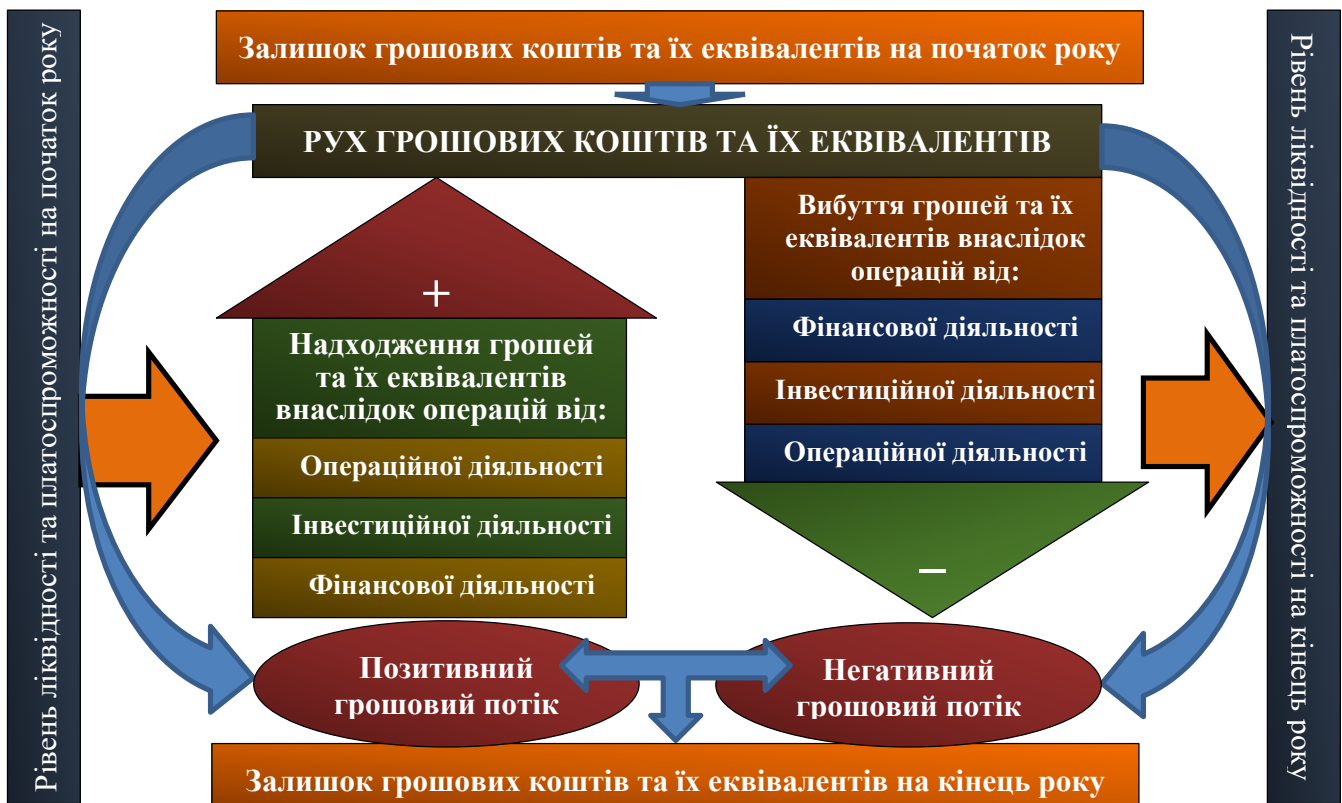 Рівень ліквідності та платоспроможності на початок року
Залишок грошових коштів та їх еквівалентів на початок року
РУХ ГРОШОВИХ КОШТІВ ТА ЇХ ЕКВІВАЛЕНТІВ
+
Надходження грошей
та їх еквівалентів
внаслідок операцій від:
Операційної діяльності
Інвестиційної діяльності
Фінансової діяльності
Вибуття грошей та їх
еквівалентів внаслідок
операцій від:
Фінансової діяльності
Інвестиційної діяльності
Операційної діяльності
–
Позитивний
грошовий потік
Негативний
грошовий потік
Залишок грошових коштів та їх еквівалентів на кінець року
Рівень ліквідності та платоспроможності на кінець року